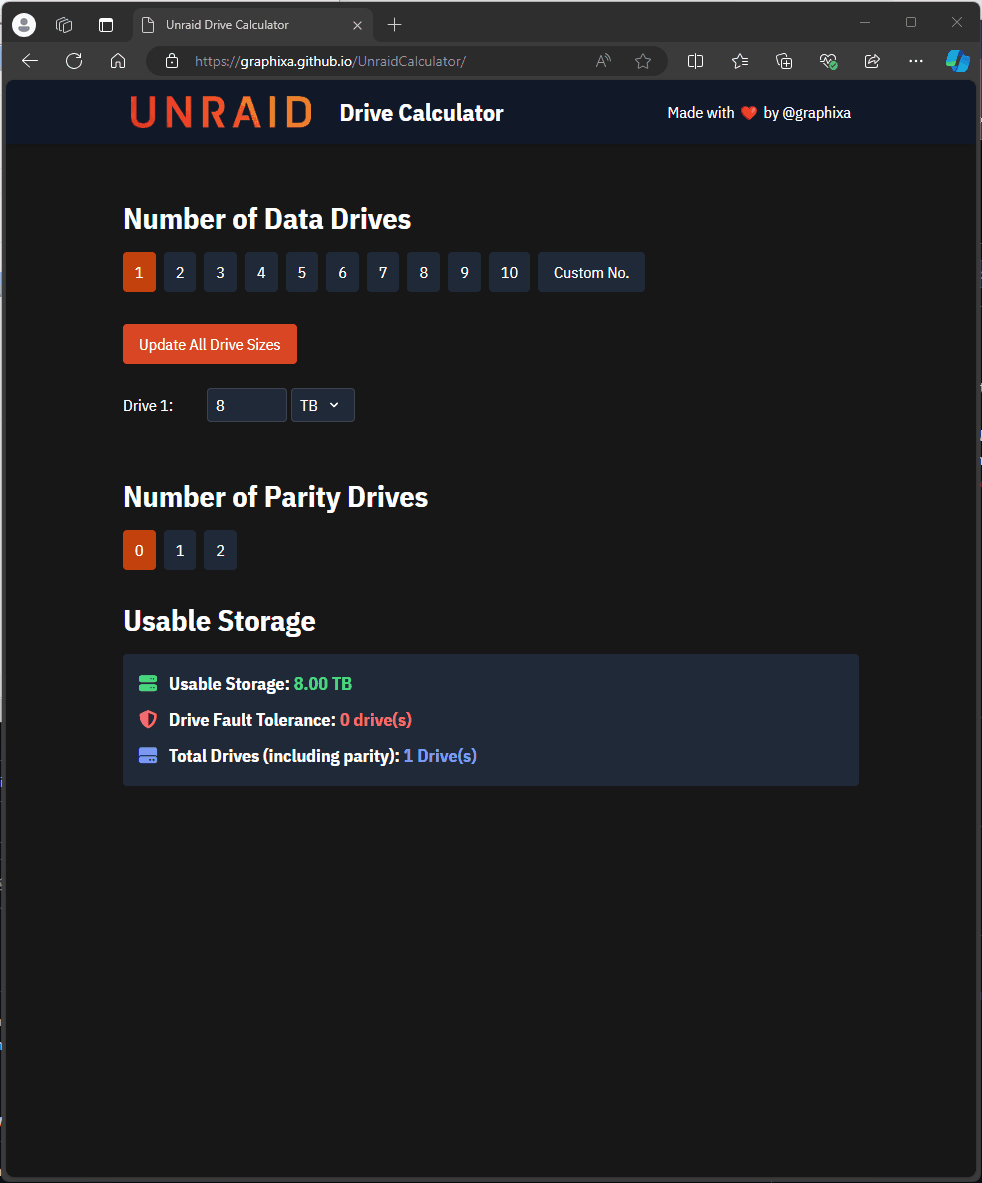 Unraid Drive Calculator
https://graphixa.github.io/UnraidCalculator/
UNRAID Drive Calculator Made with ❤️ by @graphixa
Number of Data Drives
1 2 3 4 5 6 7 8 9 10 Custom No.
Update All Drive Sizes
Drive 1: 8 TB
Number of Parity Drives
0 1 2
Usable Storage
Usable Storage: 8.00 TB
Drive Fault Tolerance: 0 drive(s)
Total Drives (including parity): 1 Drive(s)